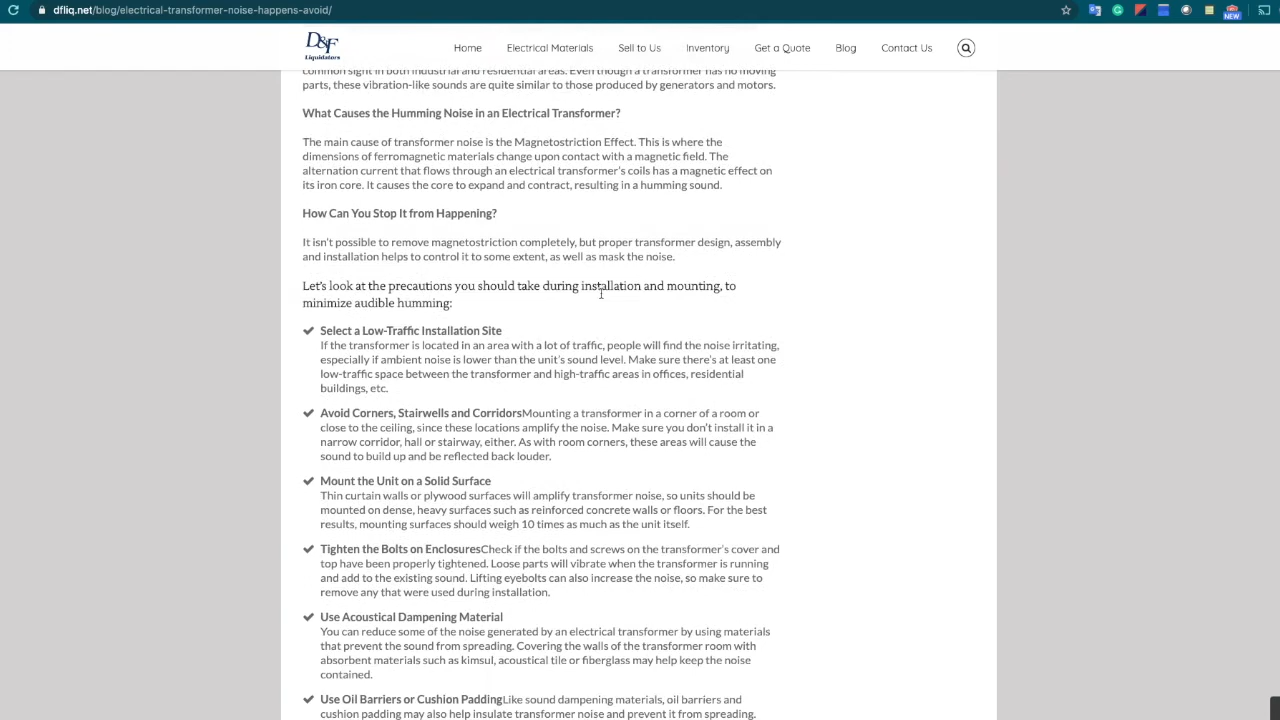 dfliq.net/blog/electrical-transformer-noise-happens-avoid/
NEW
D&F
Liquidators
Home
Electrical Materials
Sell to Us
Inventory
Get a Quote
Blog
Contact Us
common sight in both industrial and residential areas. Even though a transformer has no moving
parts, these vibration-like sounds are quite similar to those produced by generators and motors.
What Causes the Humming Noise in an Electrical Transformer?
The main cause of transformer noise is the Magnetostriction Effect. This is where the
dimensions of ferromagnetic materials change upon contact with a magnetic field. The
alternation current that flows through an electrical transformer's coils has a magnetic effect on
its iron core. It causes the core to expand and contract, resulting in a humming sound.
How Can You Stop It from Happening?
It isn't possible to remove magnetostriction completely, but proper transformer design, assembly
and installation helps to control it to some extent, as well as mask the noise.
Let's look at the precautions you should take during installation and mounting, to
minimize audible humming:
Select a Low-Traffic Installation Site
If the transformer is located in an area with a lot of traffic, people will find the noise irritating,
especially if ambient noise is lower than the unit's sound level. Make sure there's at least one
low-traffic space between the transformer and high-traffic areas in offices, residential
buildings, etc.
Avoid Corners, Stairwells and CorridorsMounting a transformer in a corner of a room or
close to the ceiling, since these locations amplify the noise. Make sure you don't install it in a
narrow corridor, hall or stairway, either. As with room corners, these areas will cause the
sound to build up and be reflected back louder.
Mount the Unit on a Solid Surface
Thin curtain walls or plywood surfaces will amplify transformer noise, so units should be
mounted on dense, heavy surfaces such as reinforced concrete walls or floors. For the best
results, mounting surfaces should weigh 10 times as much as the unit itself.
Tighten the Bolts on EnclosuresCheck if the bolts and screws on the transformer's cover and
top have been properly tightened. Loose parts will vibrate when the transformer is running
and add to the existing sound. Lifting eyebolts can also increase the noise, so make sure to
remove any that were used during installation.
Use Acoustical Dampening Material
You can reduce some of the noise generated by an electrical transformer by using materials
that prevent the sound from spreading. Covering the walls of the transformer room with
absorbent materials such as kimsul, acoustical tile or fiberglass may help keep the noise
contained.
Use Oil Barriers or Cushion PaddingLike sound dampening materials, oil barriers and
cushion padding may also help insulate transformer noise and prevent it from spreading.